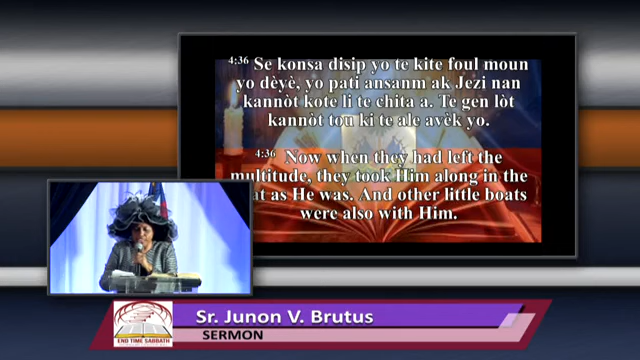 4:36 Se konsa disip yo te kite foul moun
yo dèyè, yo pati ansanm ak Jezi nan
kannòt kote li te chita a. Te gen lòt
kannòt tou ki te ale avèk yo.
4:36 Now when they had left the
multitude, they took Him along in the
at as He was. And other little boats
were also with Him.
Sr. Junon V. Brutus
SERMON
END TIME SABBATH